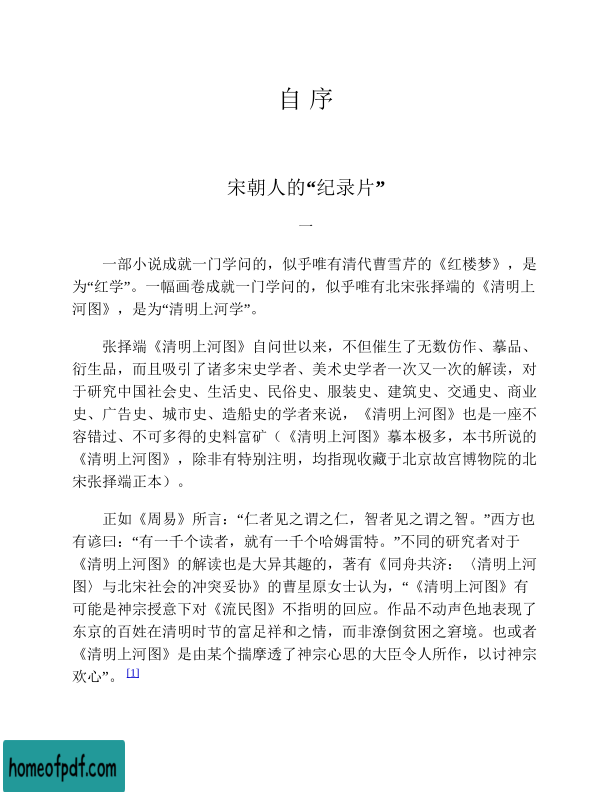 自 序
宋朝人的“纪录片”
一
一部小说成就一门学问的，似乎唯有清代曹雪芹的《红楼梦》，是
为“红学”。一幅画卷成就一门学问的，似乎唯有北宋张择端的《清明上
河图》，是为“清明上河学”。
张择端《清明上河图》自问世以来，不但催生了无数仿作、摹品、
衍生品，而且吸引了诸多宋史学者、美术史学者一次又一次的解读，对
于研究中国社会史、生活史、民俗史、服装史、建筑史、交通史、商业
史、广告史、城市史、造船史的学者来说，《清明上河图》也是一座不
容错过、不可多得的史料富矿（《清明上河图》摹本极多，本书所说的
《清明上河图》，除非有特别注明，均指现收藏于北京故宫博物院的北
宋张择端正本）。
正如《周易》所言：“仁者见之谓之仁，智者见之谓之智。”西方也
有谚曰：“有一千个读者，就有一千个哈姆雷特。”不同的研究者对于
《清明上河图》的解读也是大异其趣的，著有《同舟共济：〈清明上河
图〉与北宋社会的冲突妥协》的曹星原女士认为，“《清明上河图》有
可能是神宗授意下对《流民图》不指明的回应。作品不动声色地表现了
东京的百姓在清明时节的富足祥和之情，而非潦倒贫困之窘境。也或者
《清明上河图》是由某个揣摩透了神宗心思的大臣令人所作，以讨神宗
欢心”。[1]
homeofpdf.com